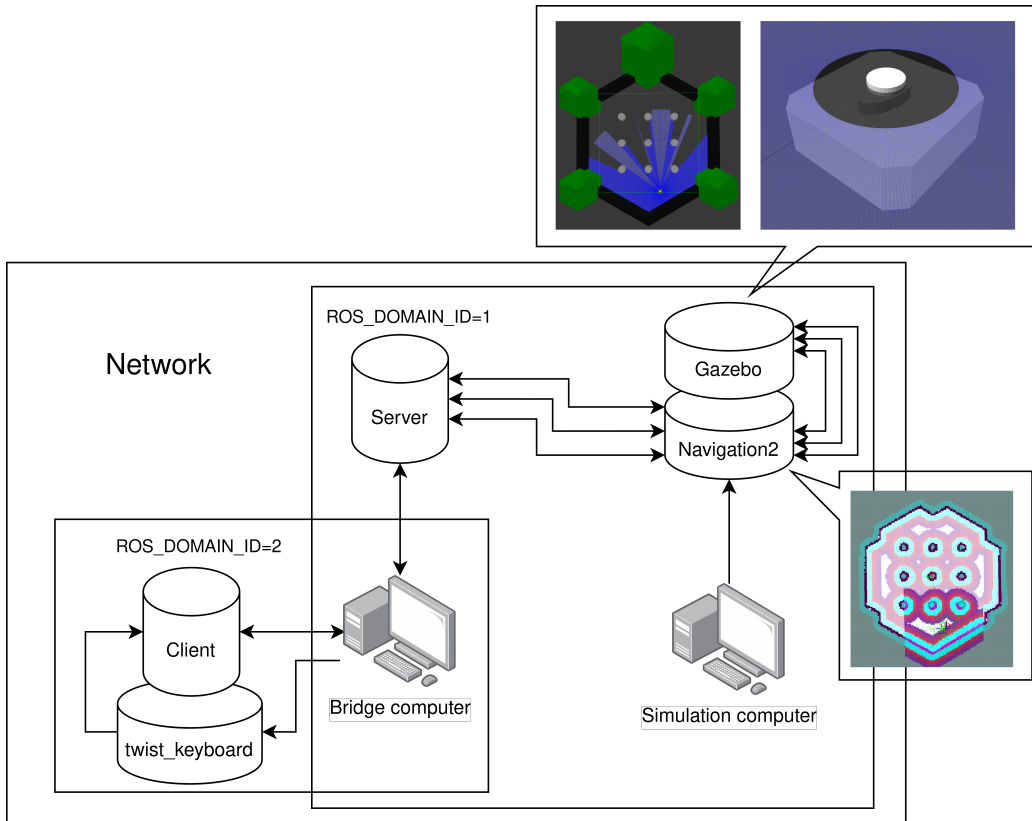 ROS_DOMAIN_ID=1
Network
Gazebo
Server
Navigation2
ROS_DOMAIN_ID=2
Client
Bridge computer
Simulation computer
twist_keyboard